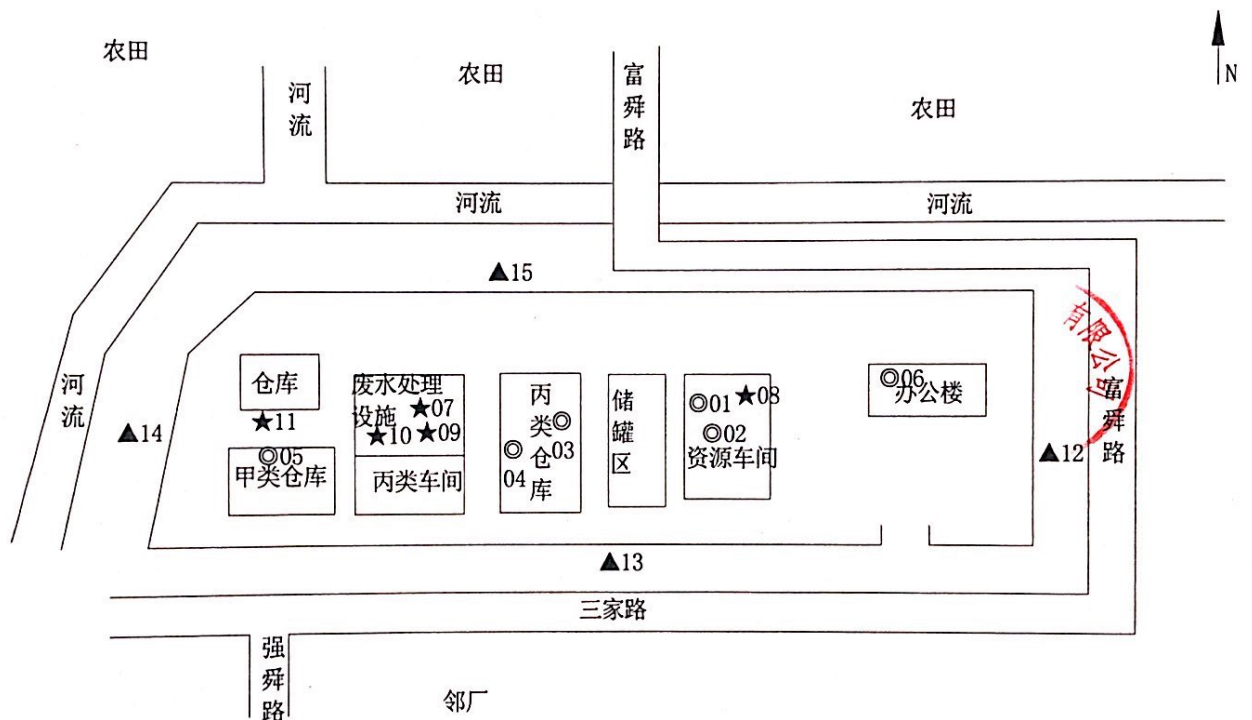 农田
农田
农田
N
河流
富舜路
河流
河流
▲15
河流
仓库
★11
废水处理
设施
★07
★10
★09
丙类仓库
◎03
◎04
储罐区
◎01
★08
◎02
资源车间
◎06
办公楼
有限公司
富舜路
▲14
◎05
甲类仓库
丙类车间
▲12
▲13
三家路
强舜路
邻厂